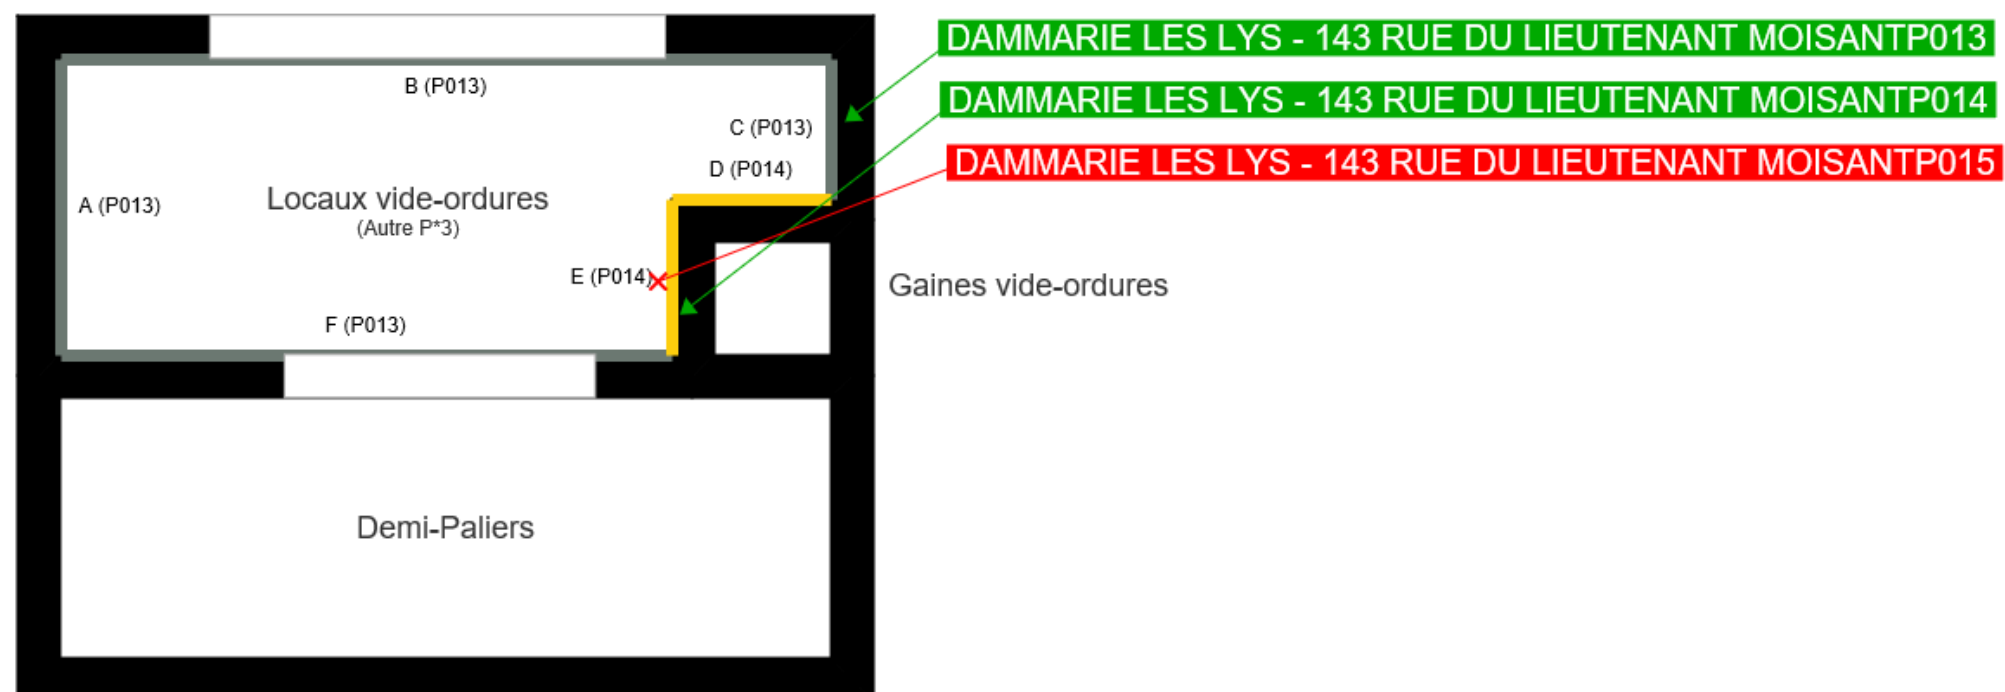 DAMMARIE LES LYS - 143 RUE DU LIEUTENANT MOISANTP013
B (P013)
DAMMARIE LES LYS - 143 RUE DU LIEUTENANT MOISANTP014
C (P013)
DAMMARIE LES LYS - 143 RUE DU LIEUTENANT MOISANTP015
D (P014)
A (P013)
Locaux vide-ordures
(Autre P*3)
E (P014)
Gaines vide-ordures
F (P013)
Demi-Paliers